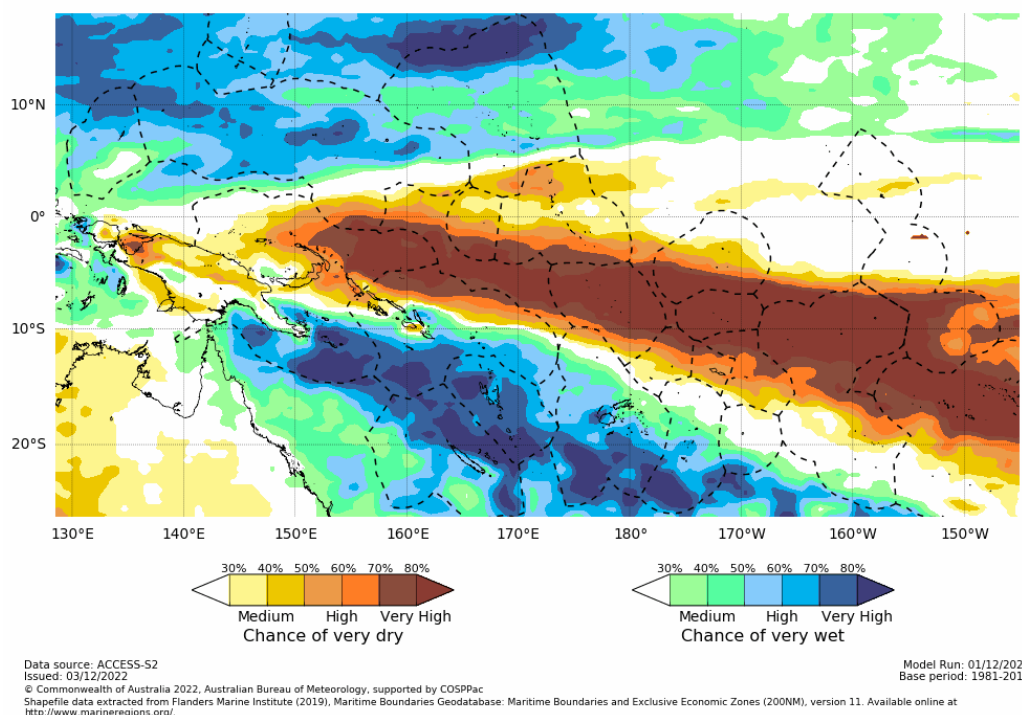 10°N
0°
10°S
20°S
130°E 140°E 150°E 160°E 170°E 180° 170°W 160°W 150°W
30% 40% 50% 60% 70% 80%
Medium High Very High
Chance of very dry
30% 40% 50% 60% 70% 80%
Medium High Very High
Chance of very wet
Data source: ACCESS-S2
Issued: 03/12/2022
Model Run: 01/12/202
Base period: 1981-201
© Commonwealth of Australia 2022, Australian Bureau of Meteorology, supported by COSPPac
Shapefile data extracted from Flanders Marine Institute (2019), Maritime Boundaries Geodatabase: Maritime Boundaries and Exclusive Economic Zones (200NM), version 11. Available online at
http://www.marineregions.org/.